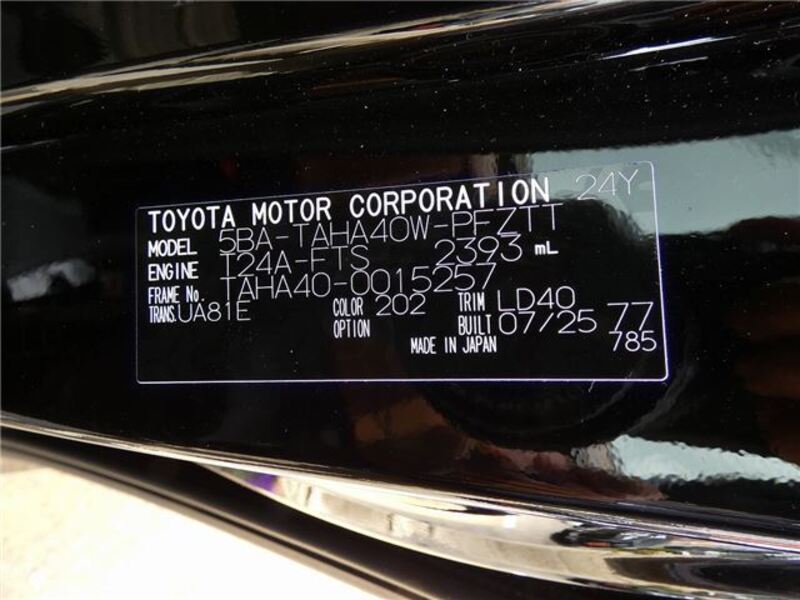 TOYOTA MOTOR CORPORATION 24Y
MODEL 5BA-TAHA40W-PFZTT
ENGINE T24A-FTS 2393 mL
FRAME No. TAHA40-0015257
TRANS. UA81E COLOR 202 TRIM LD40
OPTION BUILT 07/25 77
MADE IN JAPAN 785